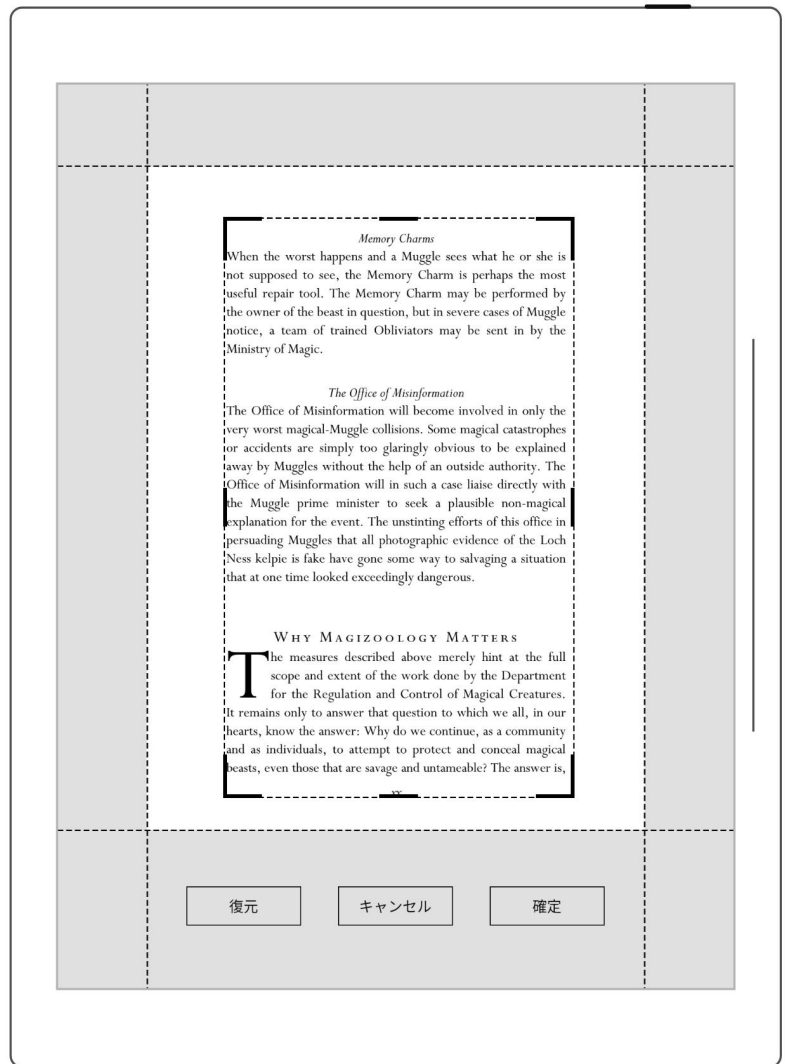 Memory Charms
When the worst happens and a Muggle sees what he or she is
not supposed to see, the Memory Charm is perhaps the most
useful repair tool. The Memory Charm may be performed by
the owner of the beast in question, but in severe cases of Muggle
notice, a team of trained Obliviators may be sent in by the
Ministry of Magic.
The Office of Misinformation
The Office of Misinformation will become involved in only the
very worst magical-Muggle collisions. Some magical catastrophes
or accidents are simply too glaringly obvious to be explained
away by Muggles without the help of an outside authority. The
Office of Misinformation will in such a case liaise directly with
the Muggle prime minister to seek a plausible non-magical
explanation for the event. The unstinting efforts of this office in
persuading Muggles that all photographic evidence of the Loch
Ness kelpie is fake have gone some way to salvaging a situation
that at one time looked exceedingly dangerous.
Why Magizoology Matters
The measures described above merely hint at the full
scope and extent of the work done by the Department
for the Regulation and Control of Magical Creatures.
It remains only to answer that question to which we all, in our
hearts, know the answer: Why do we continue, as a community
and as individuals, to attempt to protect and conceal magical
beasts, even those that are savage and untameable? The answer is,
復元 キャンセル 確定